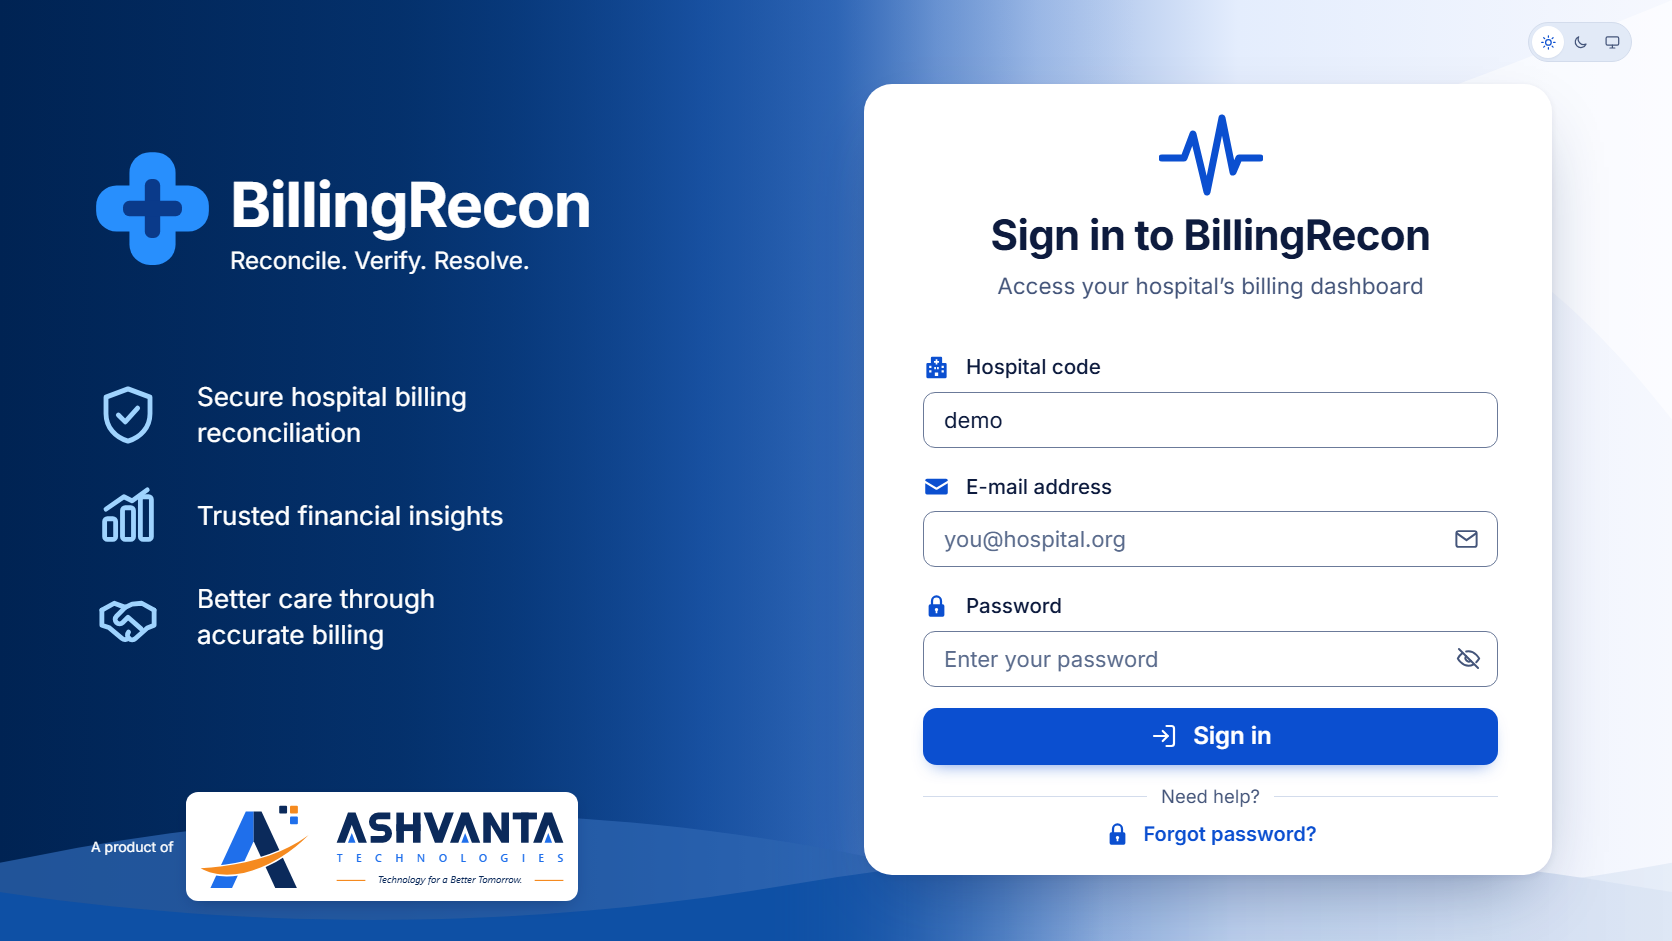 BillingRecon
Reconcile. Verify. Resolve.
Secure hospital billing
reconciliation
Trusted financial insights
Better care through
accurate billing
A product of
ASHVANTA
TECHNOLOGIES
Technology for a Better Tomorrow.
Sign in to BillingRecon
Access your hospital’s billing dashboard
Hospital code
demo
E-mail address
you@hospital.org
Password
Enter your password
Sign in
Need help?
Forgot password?